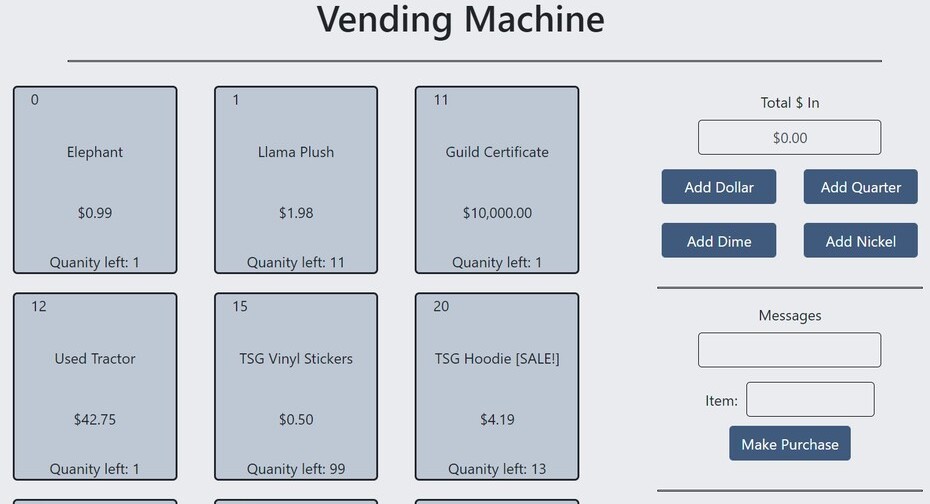 Vending Machine
0
Elephant
$0.99
Quanity left: 1
1
Llama Plush
$1.98
Quanity left: 11
11
Guild Certificate
$10,000.00
Quanity left: 1
12
Used Tractor
$42.75
Quanity left: 1
15
TSG Vinyl Stickers
$0.50
Quanity left: 99
20
TSG Hoodie [SALE!]
$4.19
Quanity left: 13
Total $ In
$0.00
Add Dollar
Add Quarter
Add Dime
Add Nickel
Messages
Item:
Make Purchase